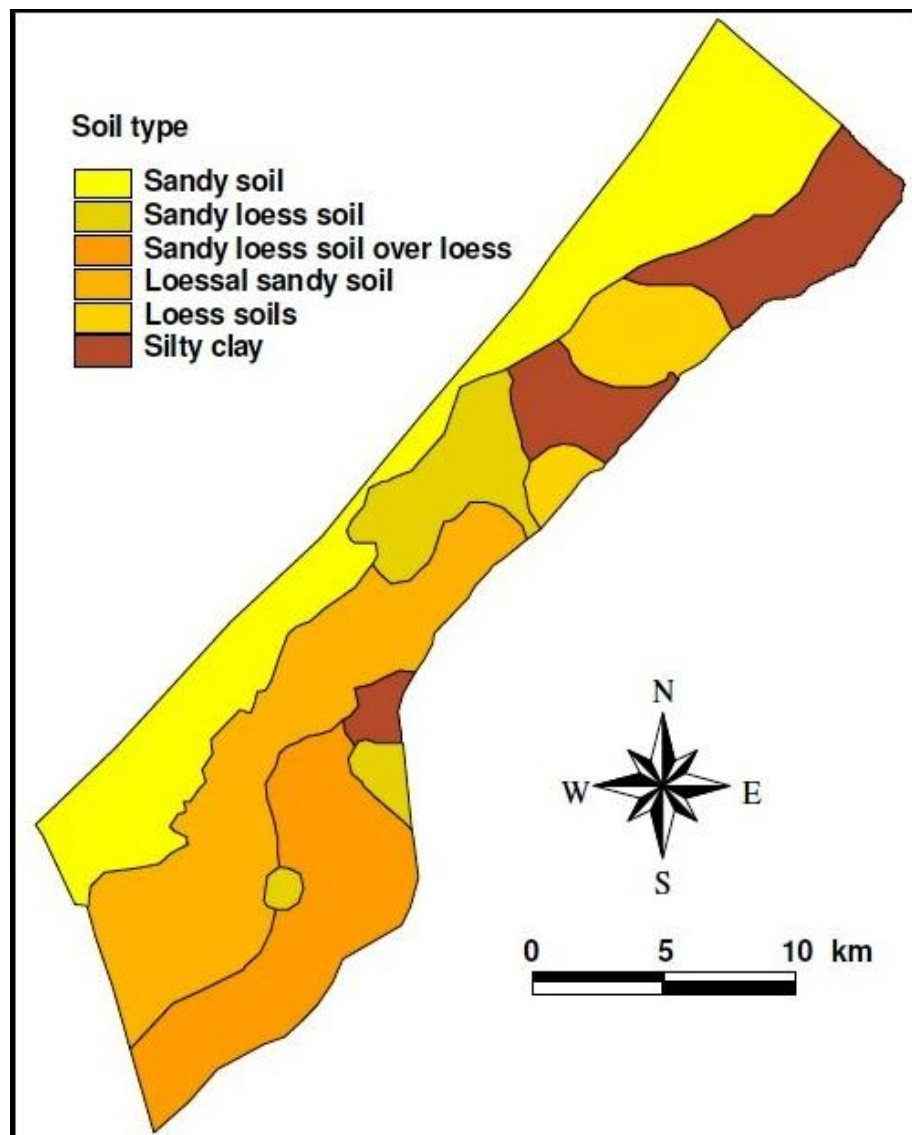 Soil type
Sandy soil
Sandy loess soil
Sandy loess soil over loess
Loessal sandy soil
Loess soils
Silty clay
N
W E
S
0 5 10 km